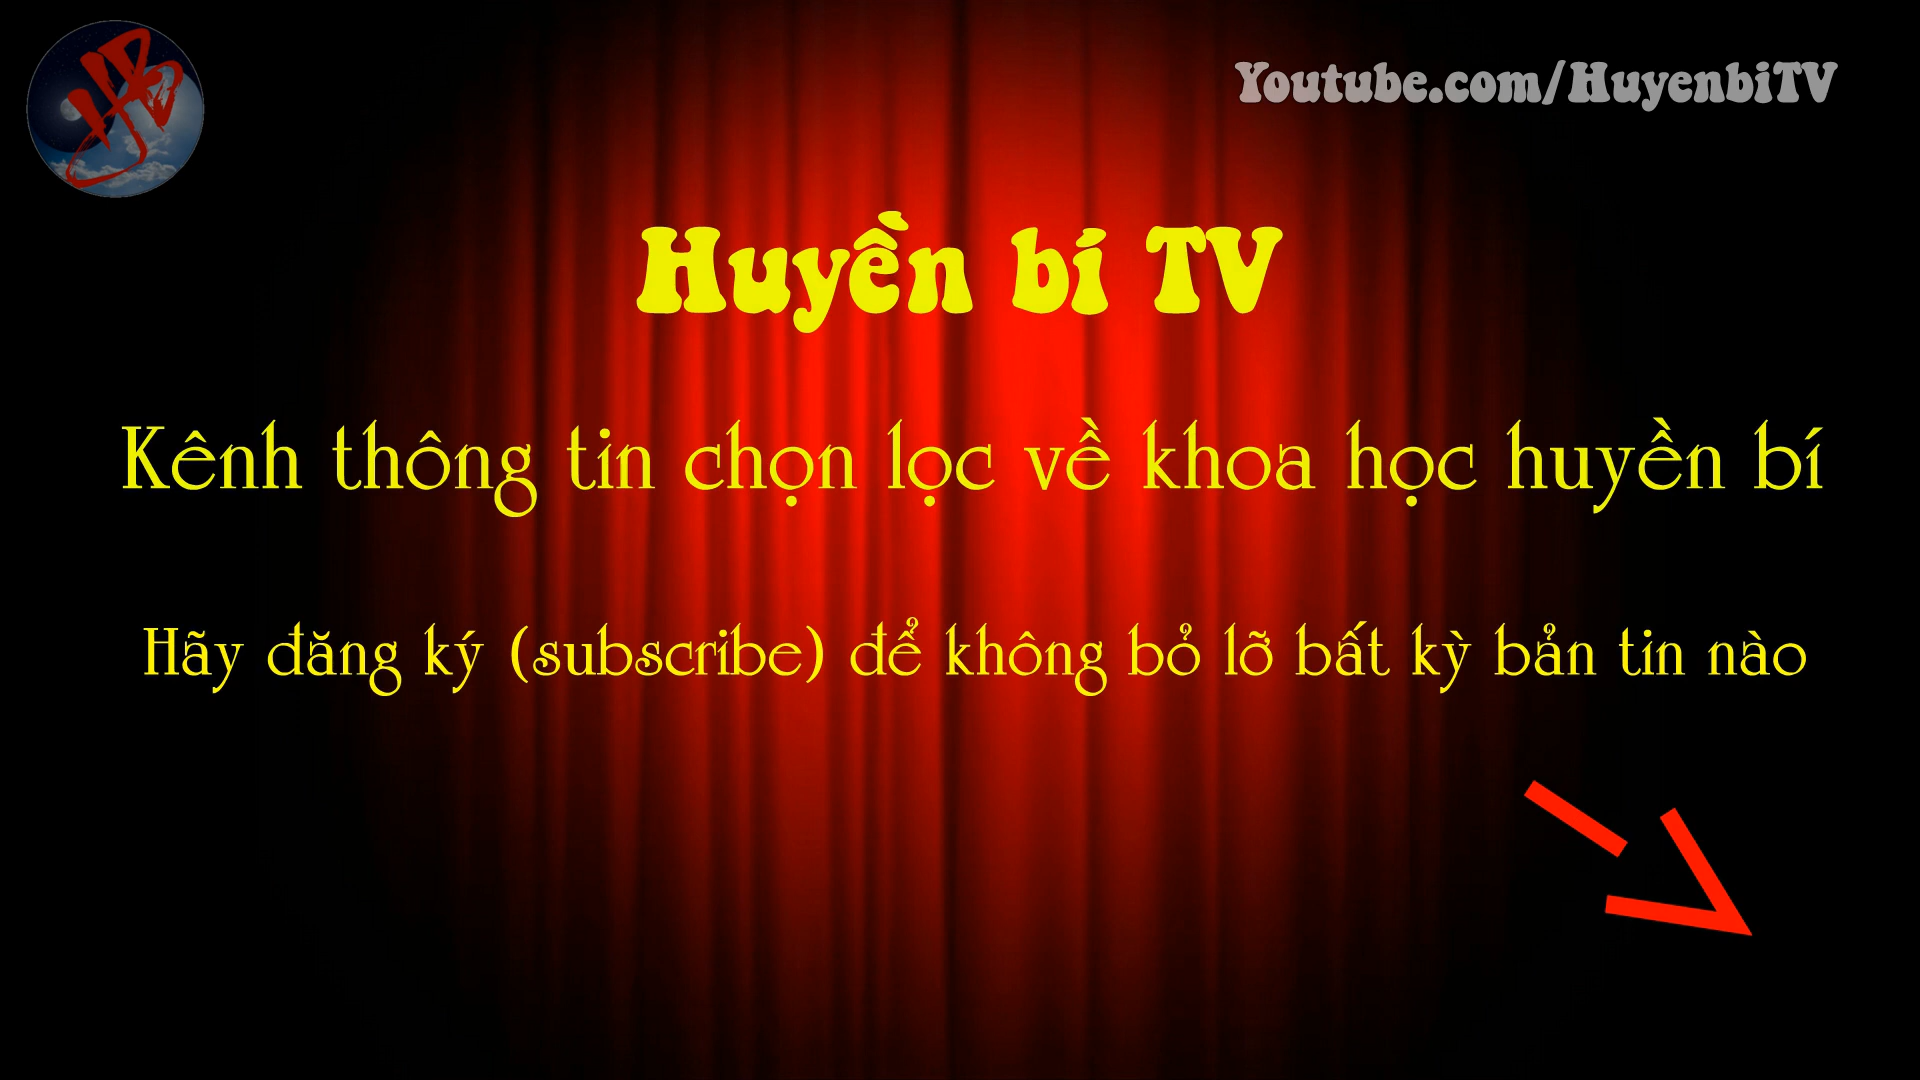 Youtube.com/HuyenbiTV
HB
Huyền bí TV
Kênh thông tin chọn lọc về khoa học huyền bí
Hãy đăng ký (subscribe) để không bỏ lỡ bất kỳ bản tin nào